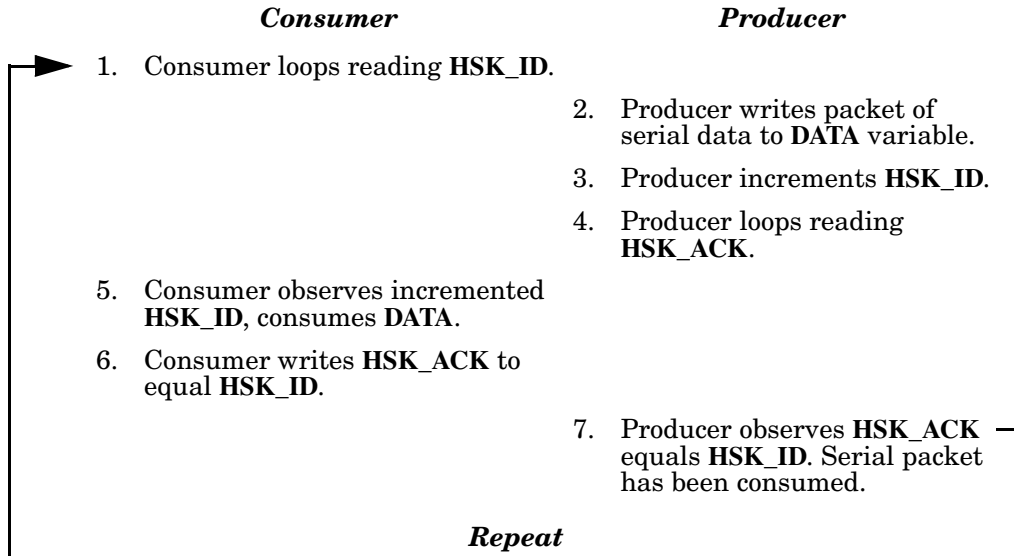 Consumer Producer
1. Consumer loops reading HSK_ID.
2. Producer writes packet of
serial data to DATA variable.
3. Producer increments HSK_ID.
4. Producer loops reading
HSK_ACK.
5. Consumer observes incremented
HSK_ID, consumes DATA.
6. Consumer writes HSK_ACK to
equal HSK_ID.
7. Producer observes HSK_ACK
equals HSK_ID. Serial packet
has been consumed.
Repeat